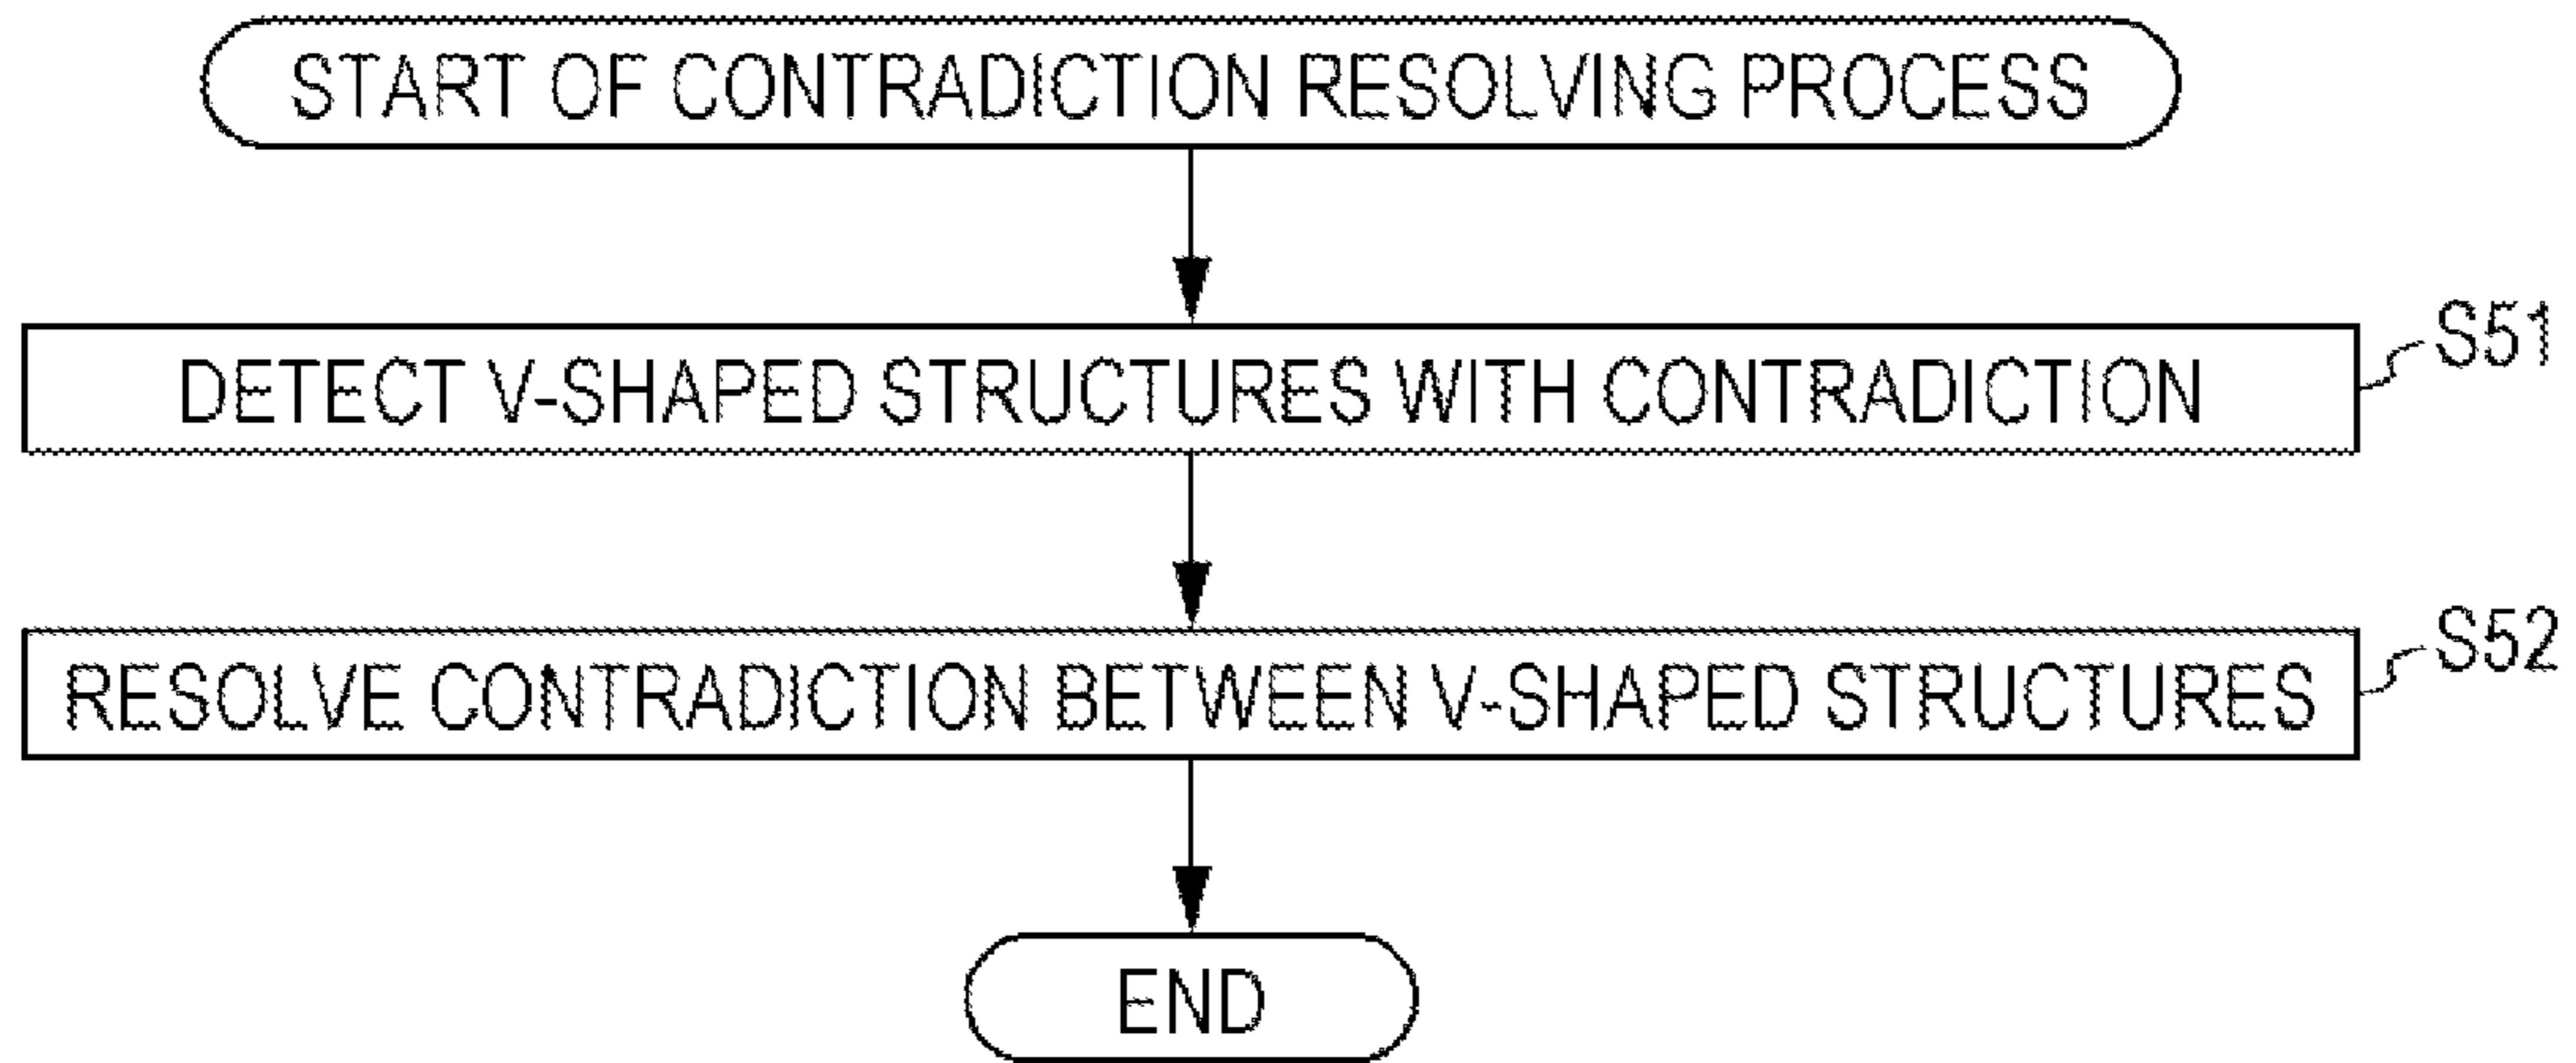 START OF CONTRADICTION RESOLVING PROCESS
DETECT V-SHAPED STRUCTURES WITH CONTRADICTION
S51
RESOLVE CONTRADICTION BETWEEN V-SHAPED STRUCTURES
S52
END